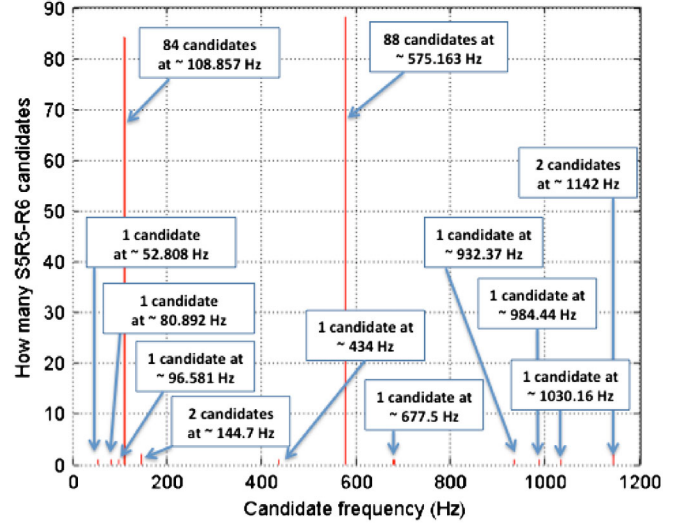 90
80
70
60
50
40
30
20
10
0
How many S5R5-R6 candidates
84 candidates
at ~ 108.857 Hz
88 candidates at
~ 575.163 Hz
2 candidates
at ~ 1142 Hz
1 candidate
at ~ 52.808 Hz
1 candidate at
~ 932.37 Hz
1 candidate
at ~ 80.892 Hz
1 candidate at
~ 984.44 Hz
1 candidate at
~ 434 Hz
1 candidate at
~ 96.581 Hz
1 candidate at
~ 1030.16 Hz
1 candidate at
~ 677.5 Hz
2 candidates
at ~ 144.7 Hz
0 200 400 600 800 1000 1200
Candidate frequency (Hz)